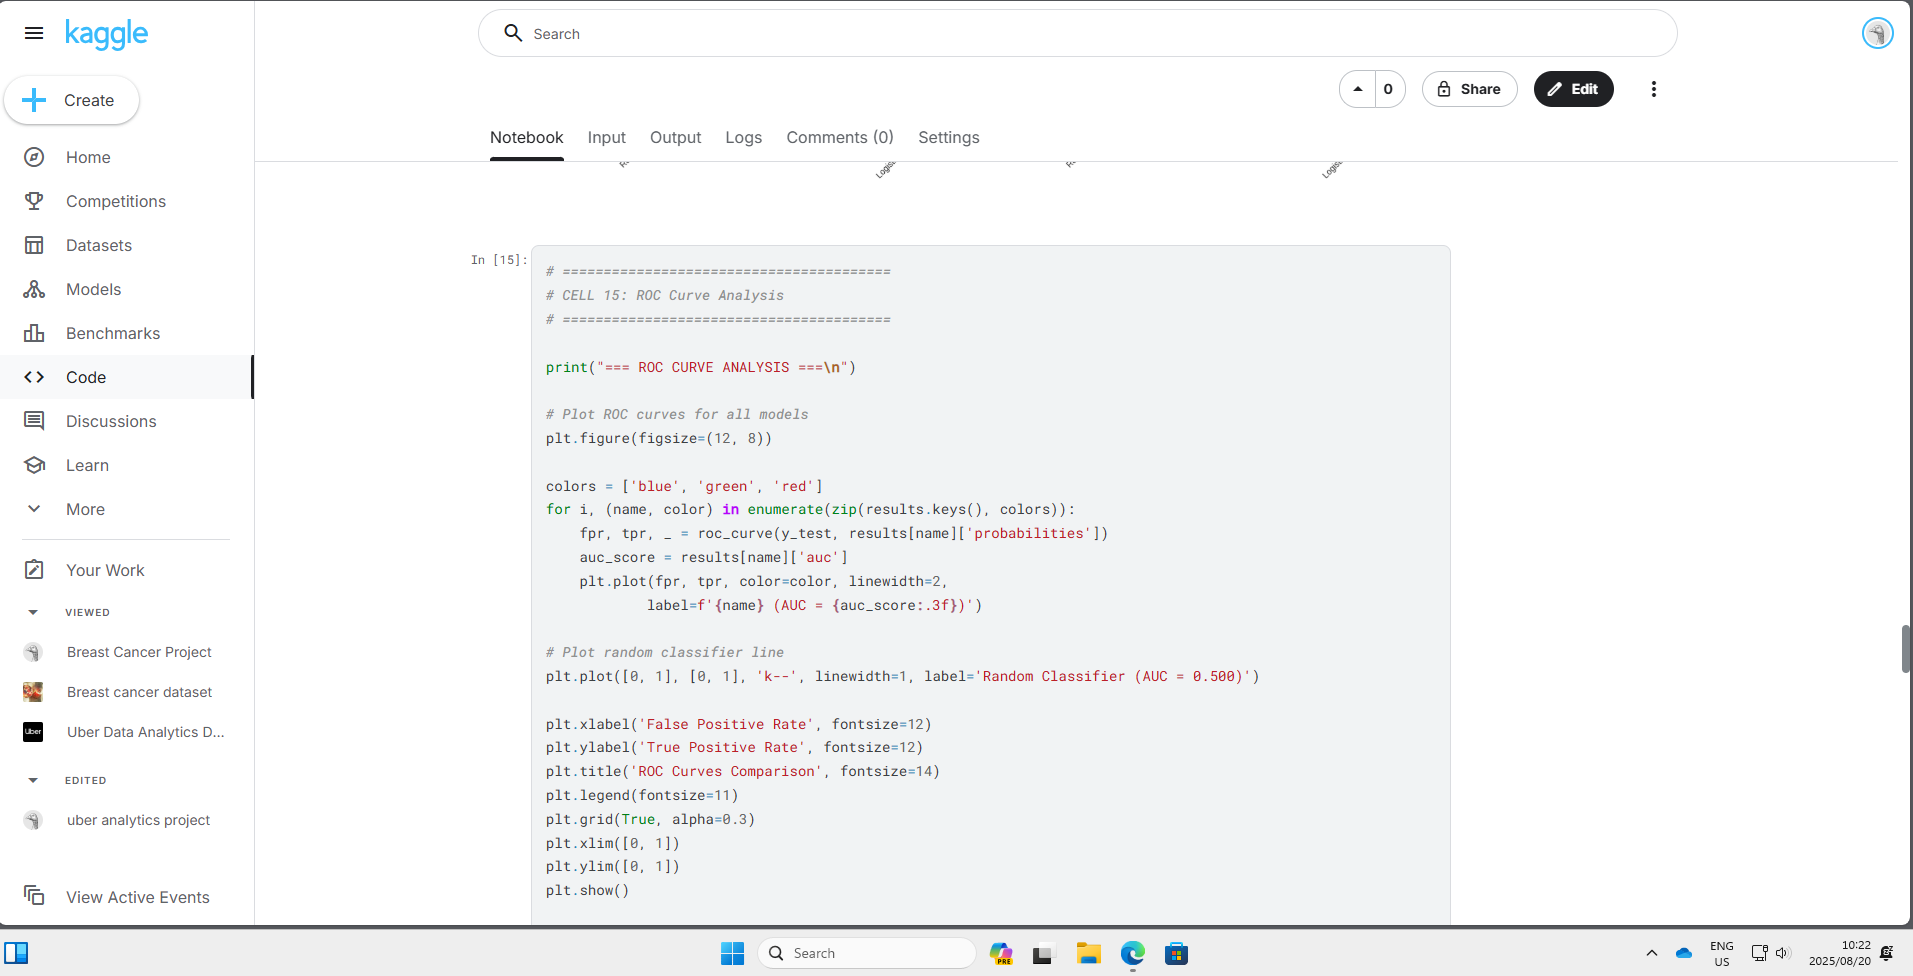 kaggle
Search
Create
0
Share
Edit
Notebook Input Output Logs Comments (0) Settings
Home
Competitions
Datasets
Models
Benchmarks
Code
Discussions
Learn
More
Your Work
VIEWED
Breast Cancer Project
Breast cancer dataset
Uber
Uber Data Analytics D...
EDITED
uber analytics project
View Active Events
In [15]:
# ========================================
# CELL 15: ROC Curve Analysis
# ========================================
print("=== ROC CURVE ANALYSIS ===\n")
# Plot ROC curves for all models
plt.figure(figsize=(12, 8))
colors = ['blue', 'green', 'red']
for i, (name, color) in enumerate(zip(results.keys(), colors)):
    fpr, tpr, _ = roc_curve(y_test, results[name]['probabilities'])
    auc_score = results[name]['auc']
    plt.plot(fpr, tpr, color=color, linewidth=2,
            label=f'{name} (AUC = {auc_score:.3f})')
# Plot random classifier line
plt.plot([0, 1], [0, 1], 'k--', linewidth=1, label='Random Classifier (AUC = 0.500)')
plt.xlabel('False Positive Rate', fontsize=12)
plt.ylabel('True Positive Rate', fontsize=12)
plt.title('ROC Curves Comparison', fontsize=14)
plt.legend(fontsize=11)
plt.grid(True, alpha=0.3)
plt.xlim([0, 1])
plt.ylim([0, 1])
plt.show()
Search
PRE
ENG
US
10:22
2025/08/20